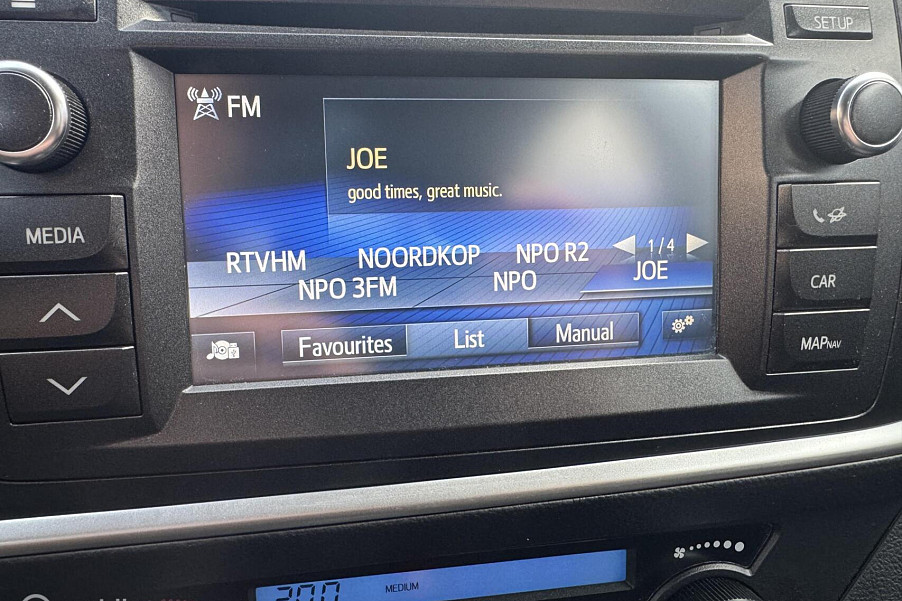 SETUP
FM
JOE
good times, great music.
MEDIA
RTVHM NOORDKOP NPO R2 1/4
NPO 3FM NPO JOE
CAR
Favourites List Manual
MAPNAV
MEDIUM